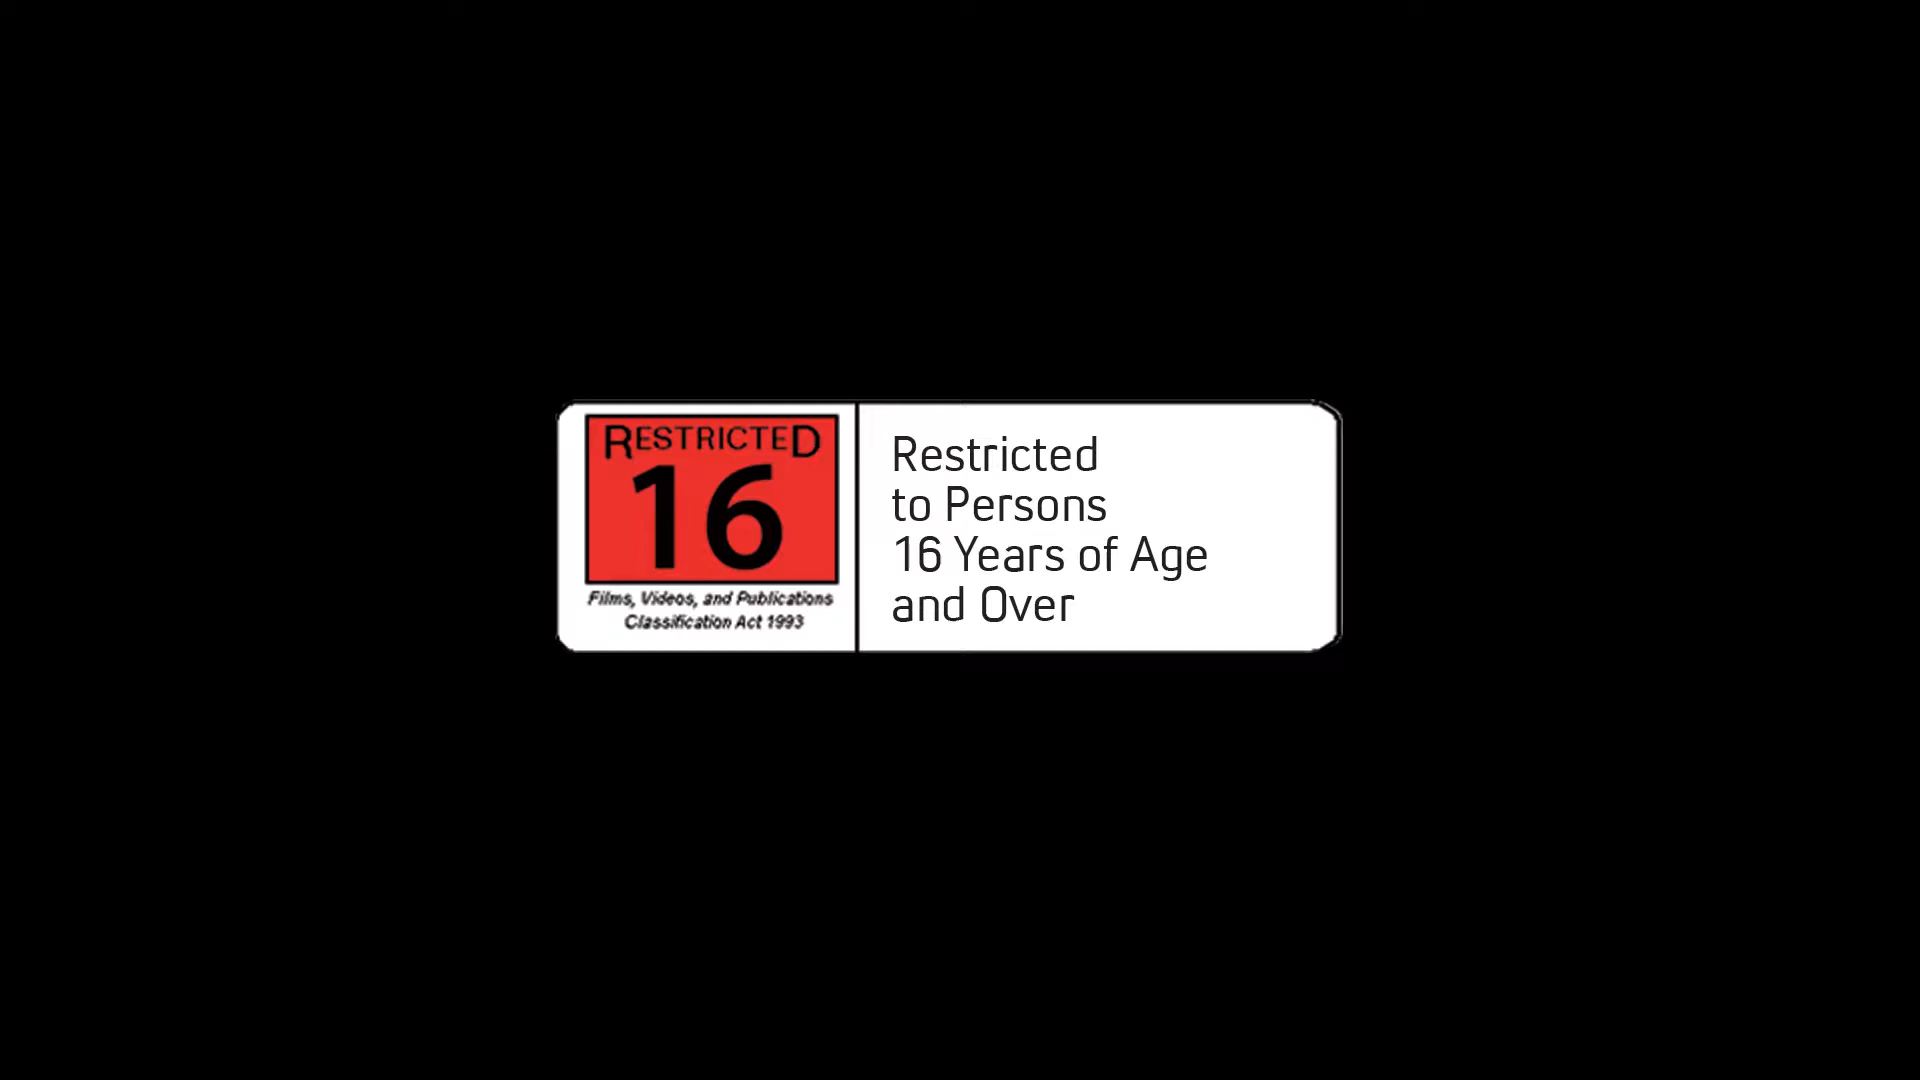 RESTRICTED
16
Films, Videos, and Publications
Classification Act 1993
Restricted
to Persons
16 Years of Age
and Over